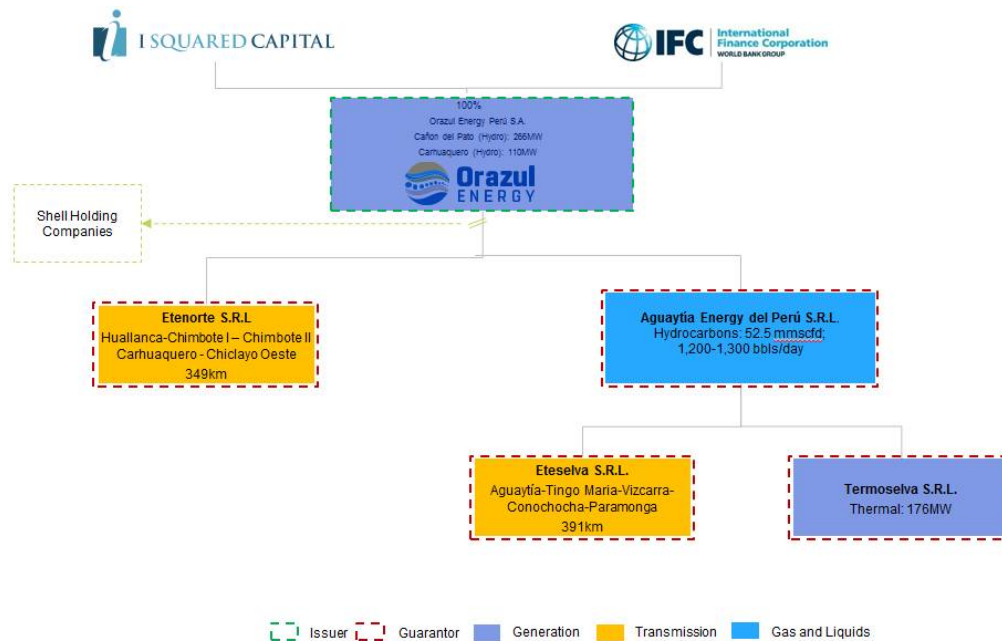 I SQUARED CAPITAL
IFC
International
Finance Corporation
WORLD BANK GROUP
100%
Orazul Energy Perú S.A.
Cañon del Pato (Hydro): 266MW
Carhuaquero (Hydro): 110MW
Orazul
ENERGY
Shell Holding
Companies
Etenorte S.R.L
Huallanca-Chimbote I – Chimbote II
Carhuaquero - Chiclayo Oeste
349km
Aguaytía Energy del Perú S.R.L.
Hydrocarbons: 52.5 mmscfd;
1,200-1,300 bbls/day
Eteselva S.R.L.
Aguaytía-Tingo Maria-Vizcarra-
Conochocha-Paramonga
391km
Termoselva S.R.L.
Thermal: 176MW
Issuer
Guarantor
Generation
Transmission
Gas and Liquids